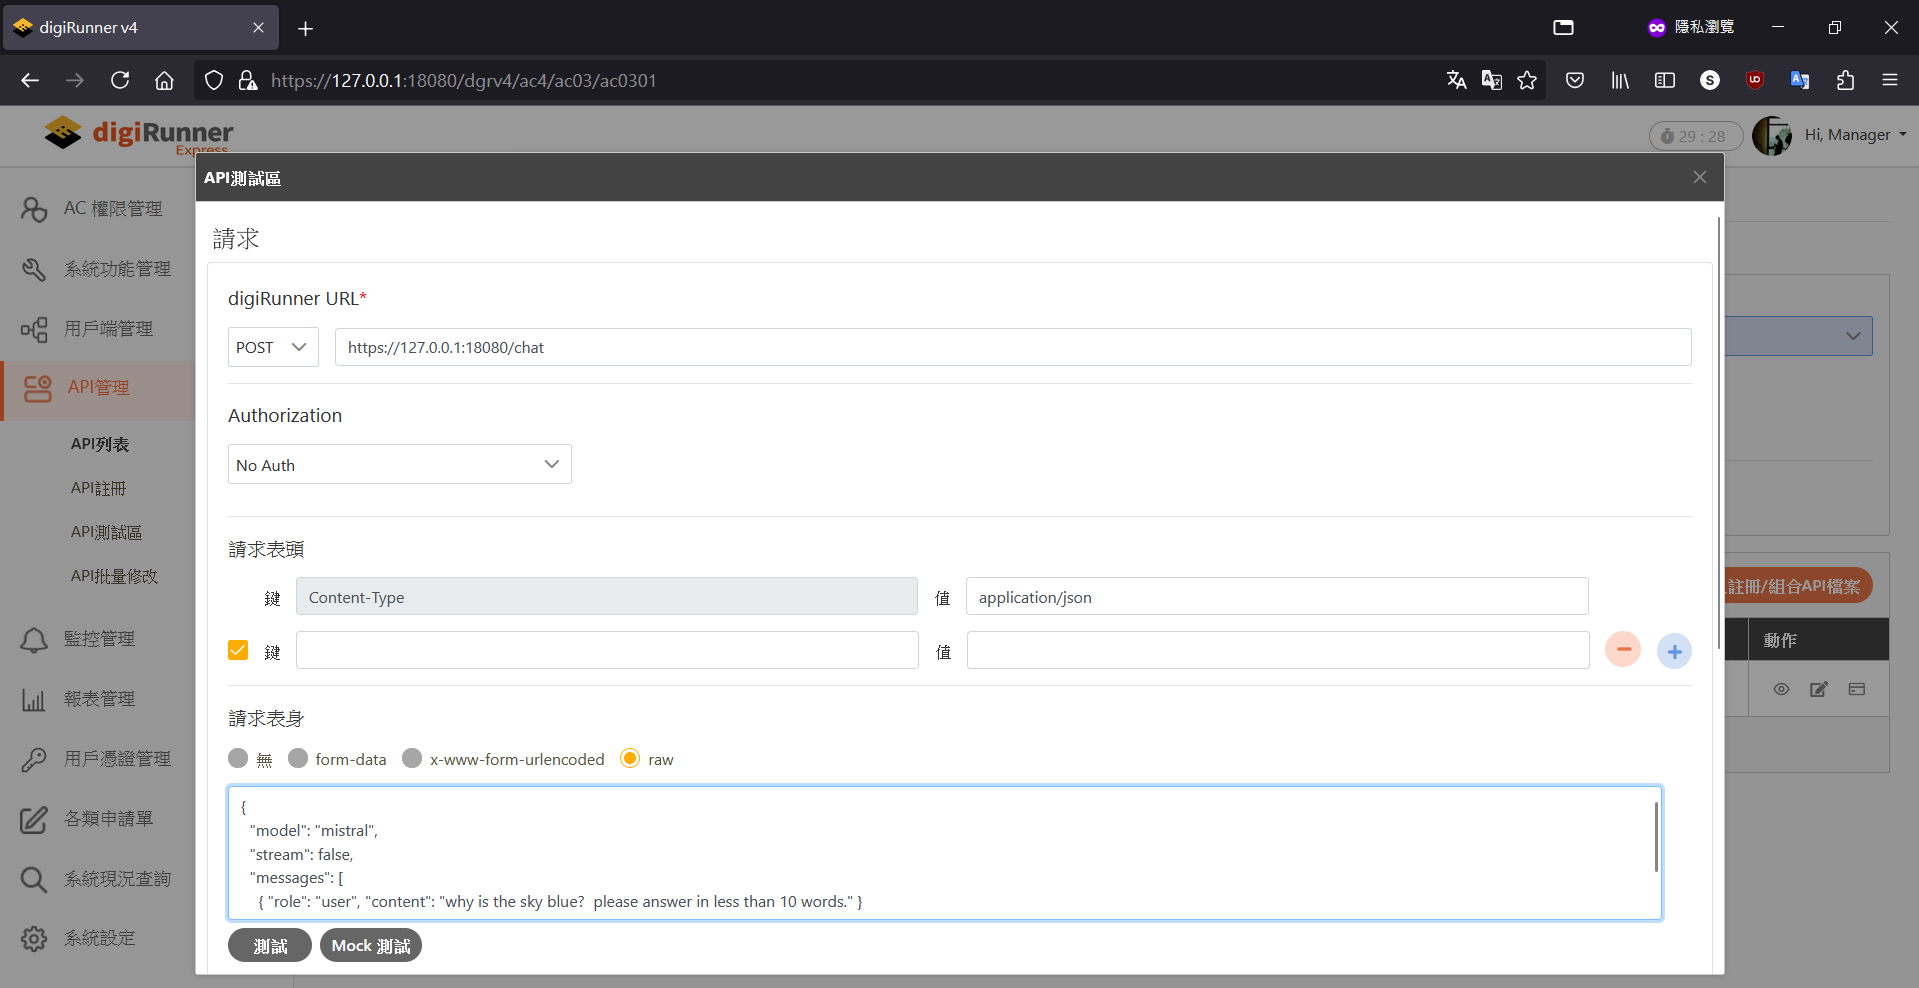 digiRunner v4
隱私瀏覽
https://127.0.0.1:18080/dgrv4/ac4/ac03/ac0301
digiRunner
Express
29 : 28
Hi, Manager
AC 權限管理
系統功能管理
用戶端管理
API管理
API列表
API註冊
API測試區
API批量修改
監控管理
報表管理
用戶憑證管理
各類申請單
系統現況查詢
系統設定
API測試區
請求
digiRunner URL*
POST
https://127.0.0.1:18080/chat
Authorization
No Auth
請求表頭
鍵 Content-Type 值 application/json
鍵 值
請求表身
無 form-data x-www-form-urlencoded raw
{
"model": "mistral",
"stream": false,
"messages": [
{ "role": "user", "content": "why is the sky blue?  please answer in less than 10 words." }
測試 Mock 測試
註冊/組合API檔案
動作